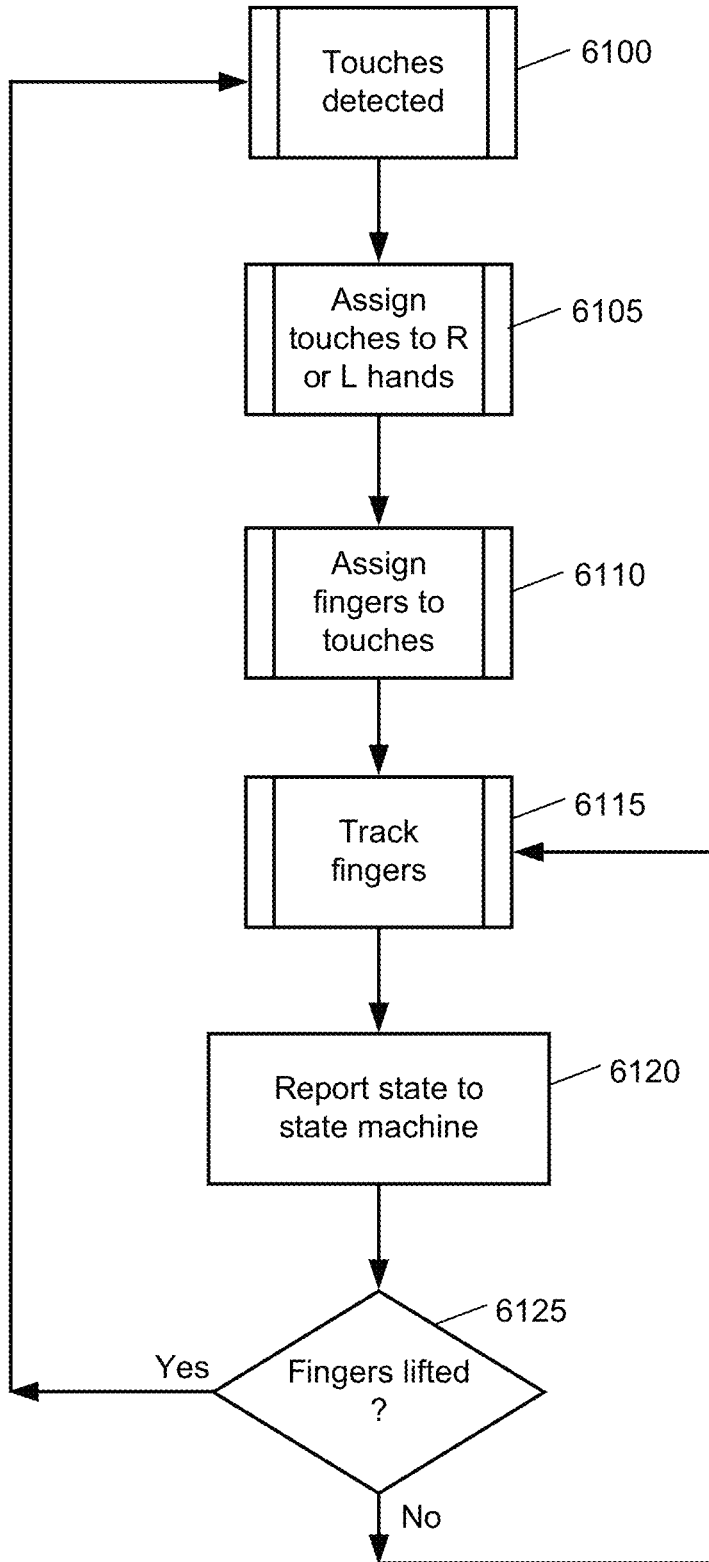 Touches
detected
6100
Assign
touches to R
or L hands
6105
Assign
fingers to
touches
6110
Track
fingers
6115
Report state to
state machine
6120
Fingers lifted
?
6125
Yes
No